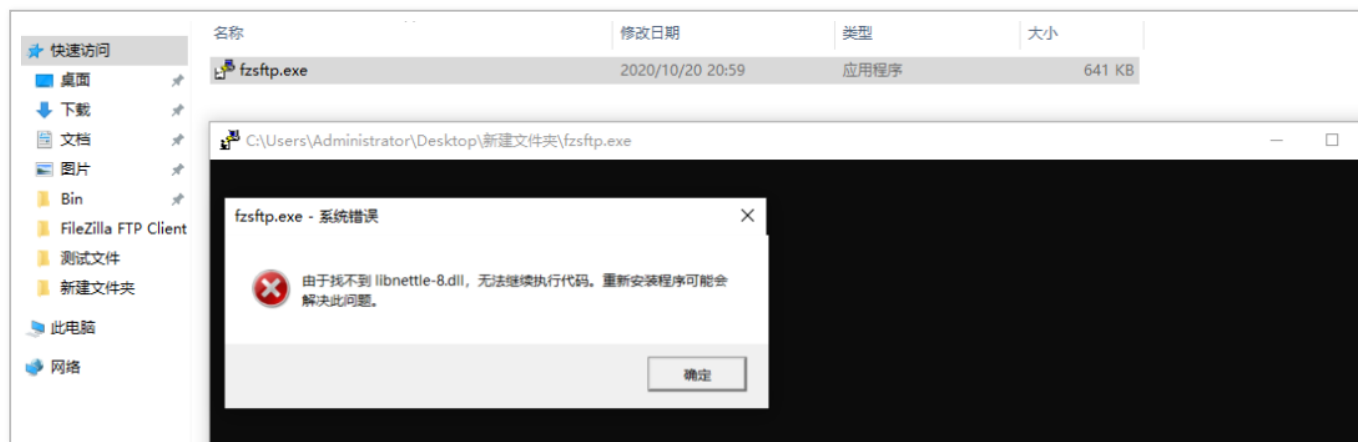 名称 修改日期 类型 大小
快速访问
fzsftp.exe 2020/10/20 20:59 应用程序 641 KB
桌面
下载
文档
图片
Bin
FileZilla FTP Client
测试文件
新建文件夹
此电脑
网络
C:\Users\Administrator\Desktop\新建文件夹\fzsftp.exe
fzsftp.exe - 系统错误
由于找不到 libnettle-8.dll，无法继续执行代码。重新安装程序可能会
解决此问题。
确定